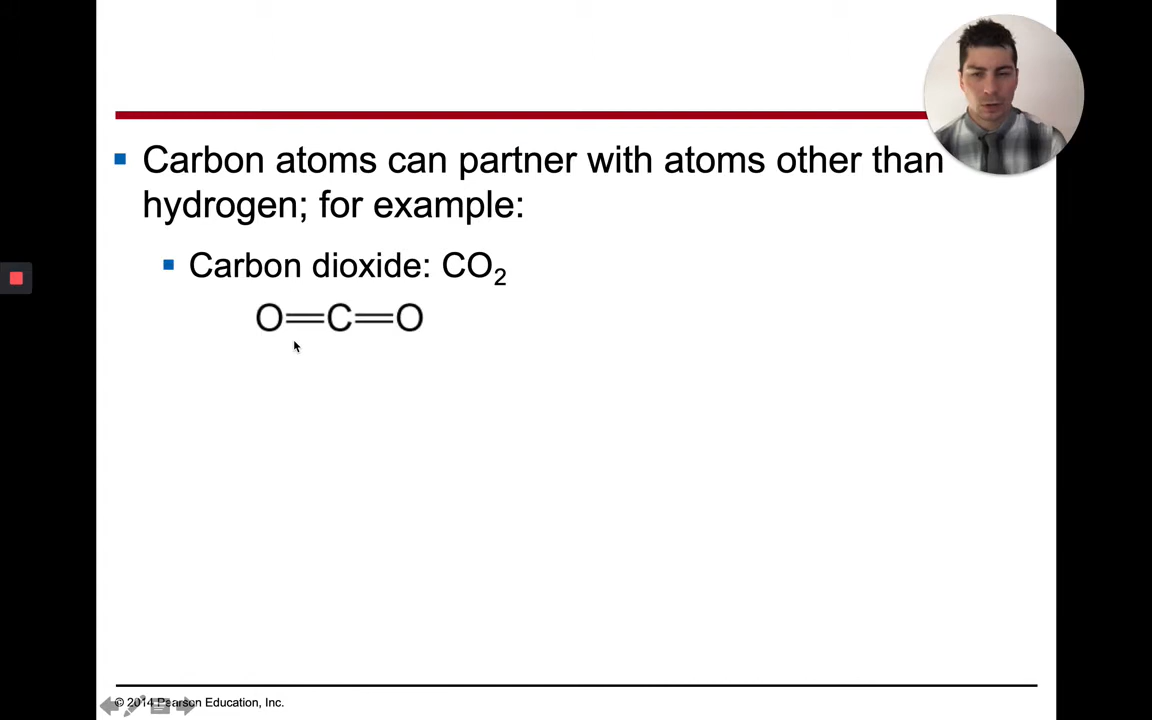 Carbon atoms can partner with atoms other than
hydrogen; for example:
Carbon dioxide: CO₂
O═C═O
© 2014 Pearson Education, Inc.